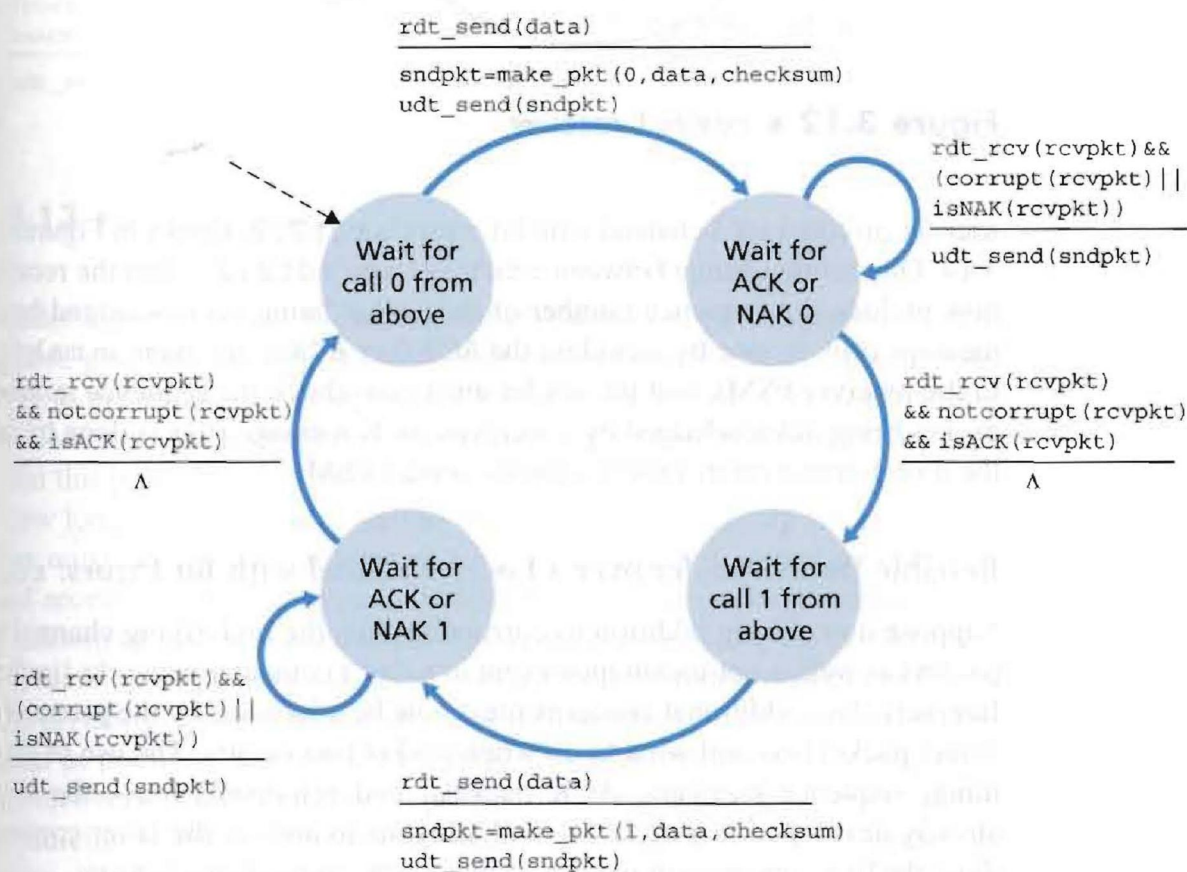 rdt_send(data)
sndpkt=make_pkt(0,data,checksum)
udt_send(sndpkt)
rdt_rcv(rcvpkt)&&
(corrupt(rcvpkt)||
isNAK(rcvpkt))
udt_send(sndpkt)
Wait for
call 0 from
above
Wait for
ACK or
NAK 0
rdt_rcv(rcvpkt)
&& notcorrupt(rcvpkt)
&& isACK(rcvpkt)
Λ
rdt_rcv(rcvpkt)
&& notcorrupt(rcvpkt)
&& isACK(rcvpkt)
Λ
Wait for
ACK or
NAK 1
Wait for
call 1 from
above
rdt_rcv(rcvpkt)&&
(corrupt(rcvpkt)||
isNAK(rcvpkt))
udt_send(sndpkt)
rdt_send(data)
sndpkt=make_pkt(1,data,checksum)
udt_send(sndpkt)